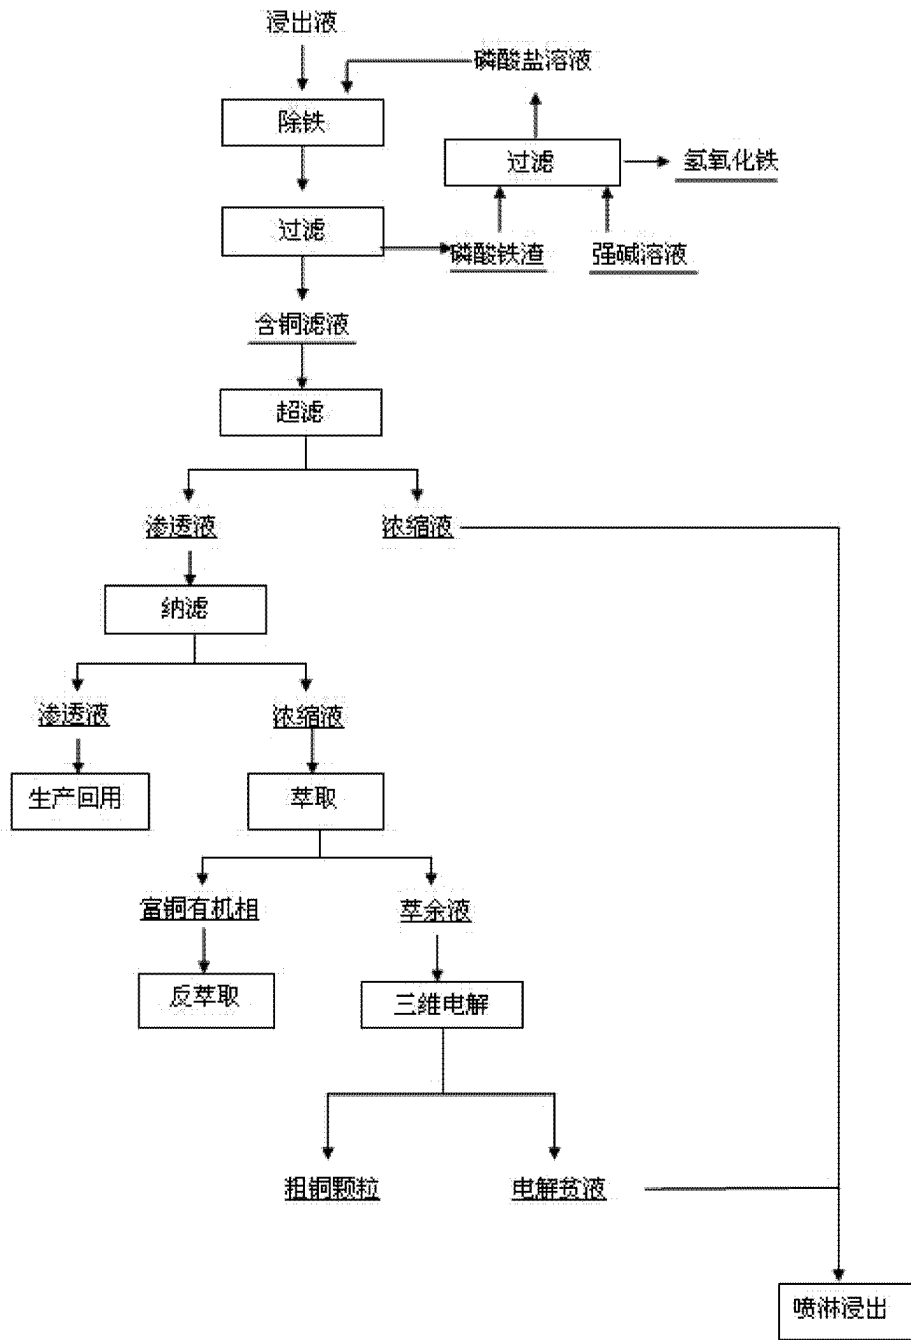 浸出液
磷酸盐溶液
除铁
过滤
氢氧化铁
过滤
磷酸铁渣
强碱溶液
含铜滤液
超滤
渗透液
浓缩液
纳滤
渗透液
浓缩液
生产回用
萃取
富铜有机相
萃余液
反萃取
三维电解
粗铜颗粒
电解贫液
喷淋浸出